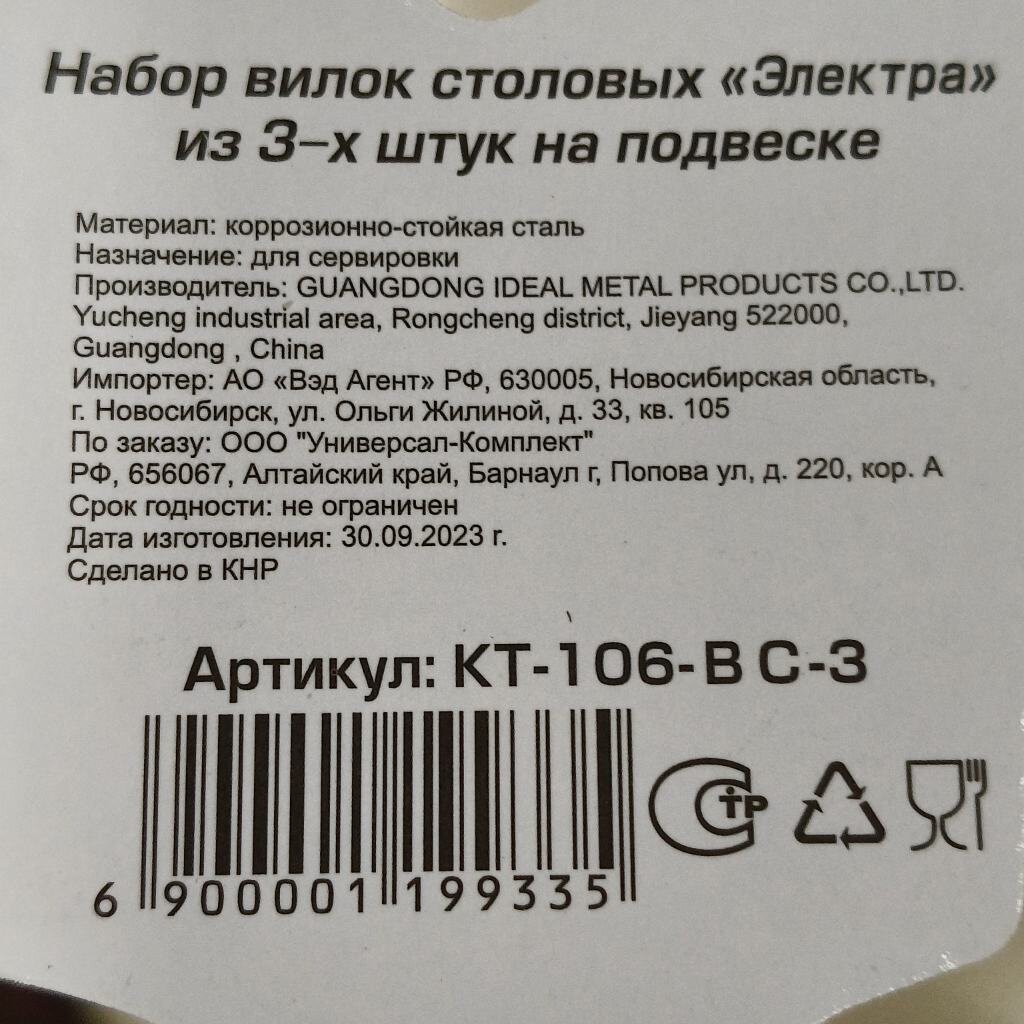 Набор вилок столовых «Электра»
из 3-х штук на подвеске
Материал: коррозионно-стойкая сталь
Назначение: для сервировки
Производитель: GUANGDONG IDEAL METAL PRODUCTS CO.,LTD.
Yucheng industrial area, Rongcheng district, Jieyang 522000,
Guangdong , China
Импортер: АО «Вэд Агент» РФ, 630005, Новосибирская область,
г. Новосибирск, ул. Ольги Жилиной, д. 33, кв. 105
По заказу: ООО "Универсал-Комплект"
РФ, 656067, Алтайский край, Барнаул г, Попова ул, д. 220, кор. А
Срок годности: не ограничен
Дата изготовления: 30.09.2023 г.
Сделано в КНР
Артикул: КТ-106-В С-3
СТР
6 900001 199335